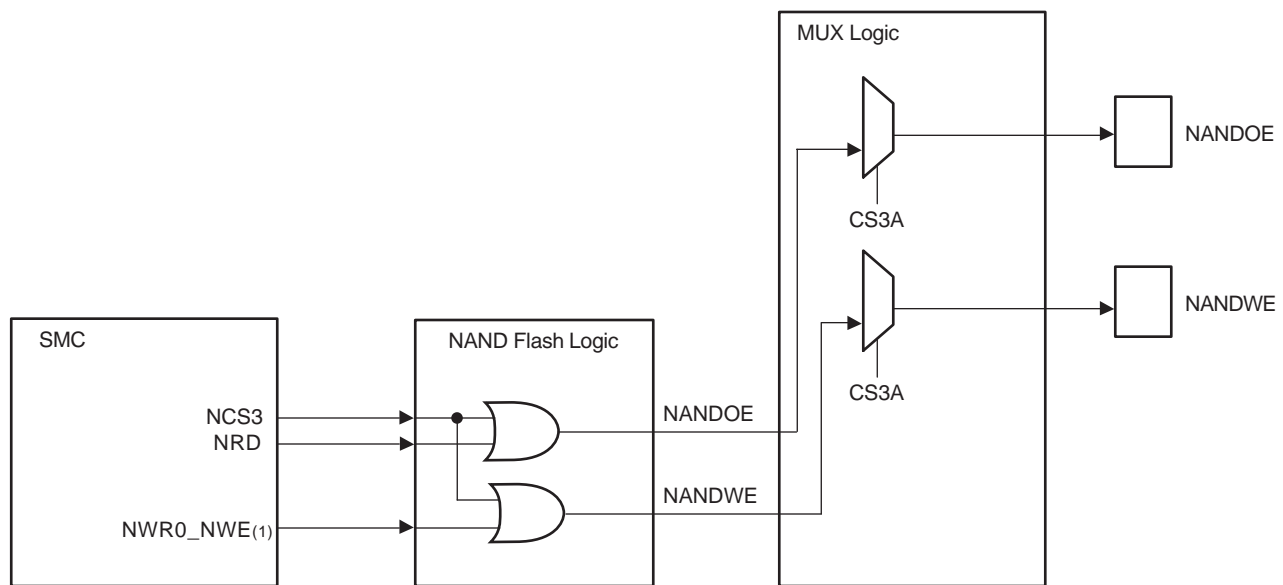 MUX Logic
NANDOE
CS3A
NANDWE
SMC
NAND Flash Logic
CS3A
NCS3
NANDOE
NRD
NANDWE
NWR0_NWE(1)